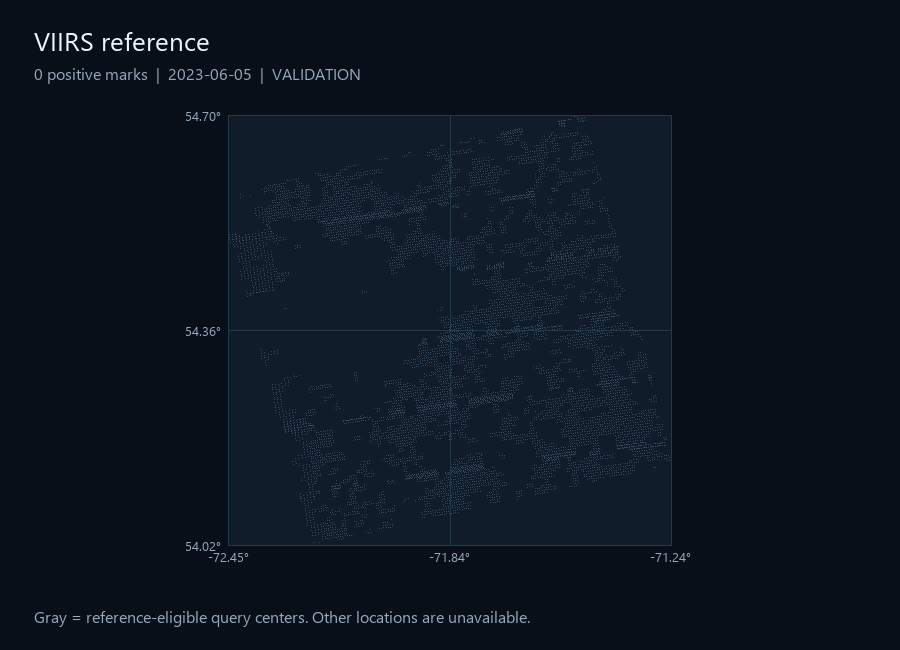 VIIRS reference
0 positive marks | 2023-06-05 | VALIDATION
54.70°
54.36°
54.02°
-72.45°
-71.84°
-71.24°
Gray = reference-eligible query centers. Other locations are unavailable.